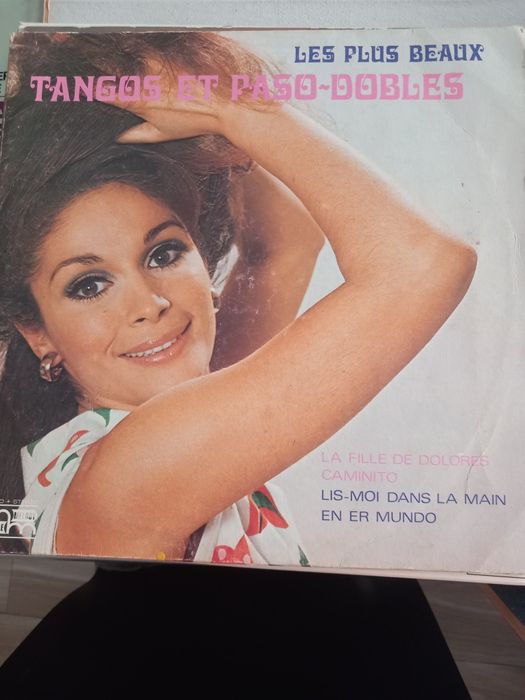 LES PLUS BEAUX
TANGOS ET PASO-DOBLES
LA FILLE DE DOLORES
CAMINITO
LIS-MOI DANS LA MAIN
EN ER MUNDO